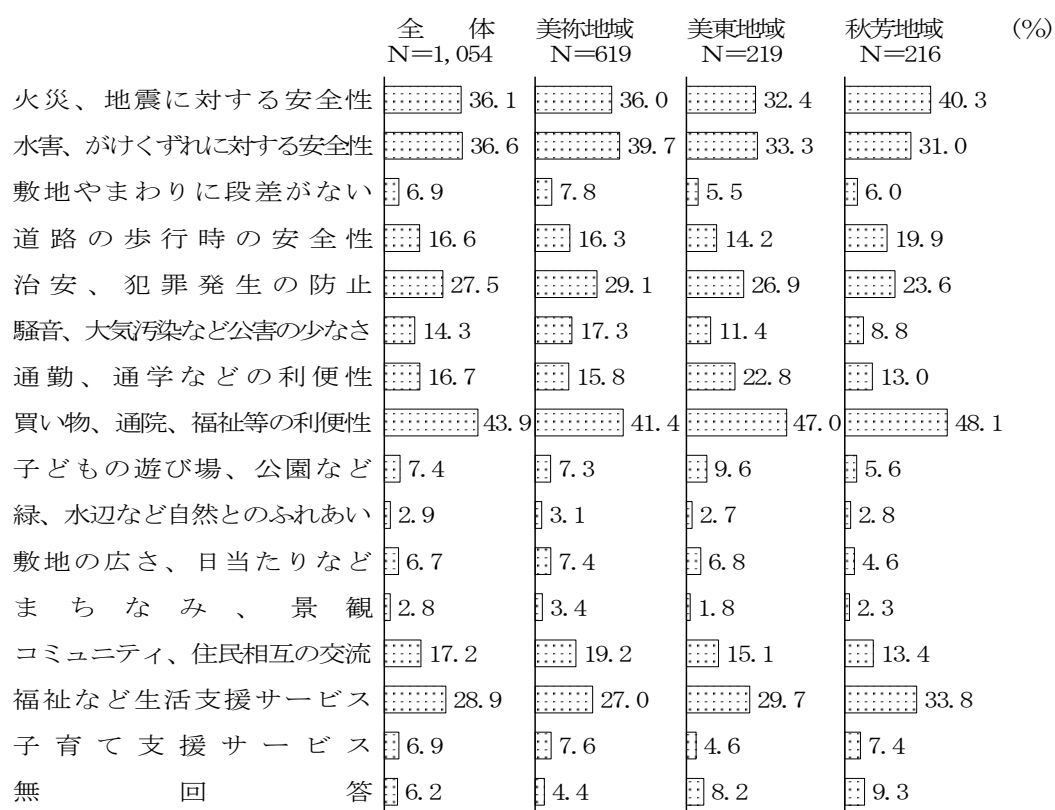 全体 美祢地域 美東地域 秋芳地域 (%)
N=1,054 N=619 N=219 N=216
火災、地震に対する安全性 36.1 36.0 32.4 40.3
水害、がけくずれに対する安全性 36.6 39.7 33.3 31.0
敷地やまわりに段差がない 6.9 7.8 5.5 6.0
道路の歩行時の安全性 16.6 16.3 14.2 19.9
治安、犯罪発生の防止 27.5 29.1 26.9 23.6
騒音、大気汚染など公害の少なさ 14.3 17.3 11.4 8.8
通勤、通学などの利便性 16.7 15.8 22.8 13.0
買い物、通院、福祉等の利便性 43.9 41.4 47.0 48.1
子どもの遊び場、公園など 7.4 7.3 9.6 5.6
緑、水辺など自然とのふれあい 2.9 3.1 2.7 2.8
敷地の広さ、日当たりなど 6.7 7.4 6.8 4.6
まちなみ、景観 2.8 3.4 1.8 2.3
コミュニティ、住民相互の交流 17.2 19.2 15.1 13.4
福祉など生活支援サービス 28.9 27.0 29.7 33.8
子育て支援サービス 6.9 7.6 4.6 7.4
無回答 6.2 4.4 8.2 9.3